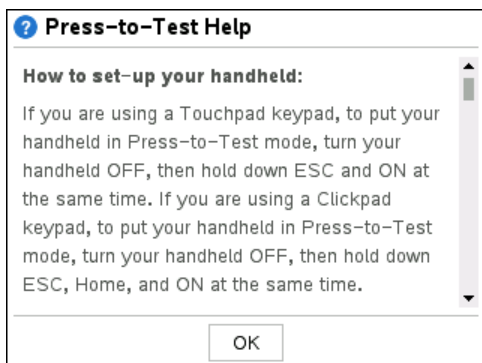 Press-to-Test Help
How to set-up your handheld:
If you are using a Touchpad keypad, to put your
handheld in Press-to-Test mode, turn your
handheld OFF, then hold down ESC and ON at
the same time. If you are using a Clickpad
keypad, to put your handheld in Press-to-Test
mode, turn your handheld OFF, then hold down
ESC, Home, and ON at the same time.
OK